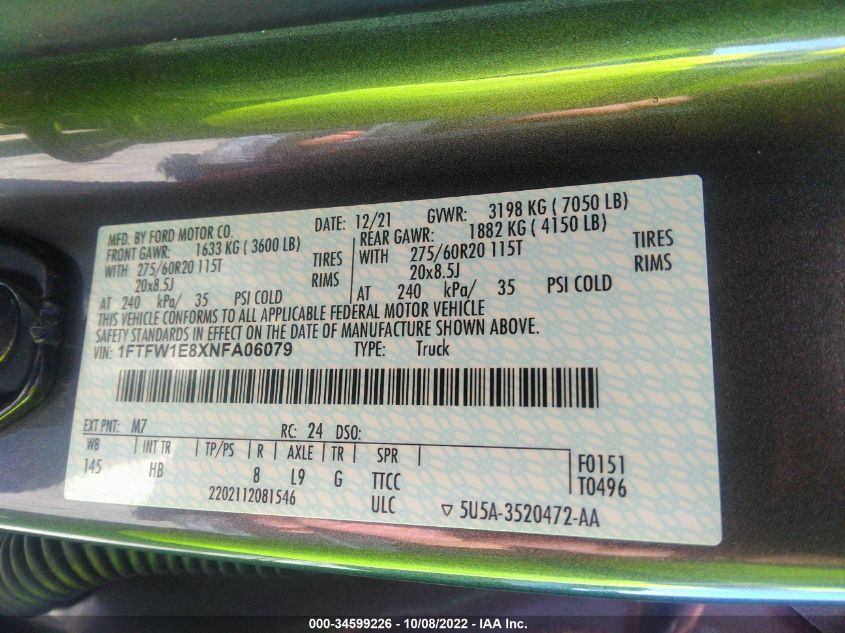 MFD. BY FORD MOTOR CO. DATE: 12/21 GVWR: 3198 KG ( 7050 LB)
FRONT GAWR: 1633 KG ( 3600 LB) REAR GAWR: 1882 KG ( 4150 LB)
WITH 275/60R20 115T TIRES WITH 275/60R20 115T TIRES
20x8.5J RIMS 20x8.5J RIMS
AT 240 kPa/ 35 PSI COLD AT 240 kPa/ 35 PSI COLD
THIS VEHICLE CONFORMS TO ALL APPLICABLE FEDERAL MOTOR VEHICLE
SAFETY STANDARDS IN EFFECT ON THE DATE OF MANUFACTURE SHOWN ABOVE.
VIN: 1FTFW1E8XNFA06079 TYPE: Truck
EXT PNT: M7 RC: 24 DSO:
WB INT TR TP/PS R AXLE TR SPR F0151
145 HB 8 L9 G TTCC T0496
2202112081546 ULC ▽ 5U5A-3520472-AA
000-34599226 - 10/08/2022 - IAA Inc.